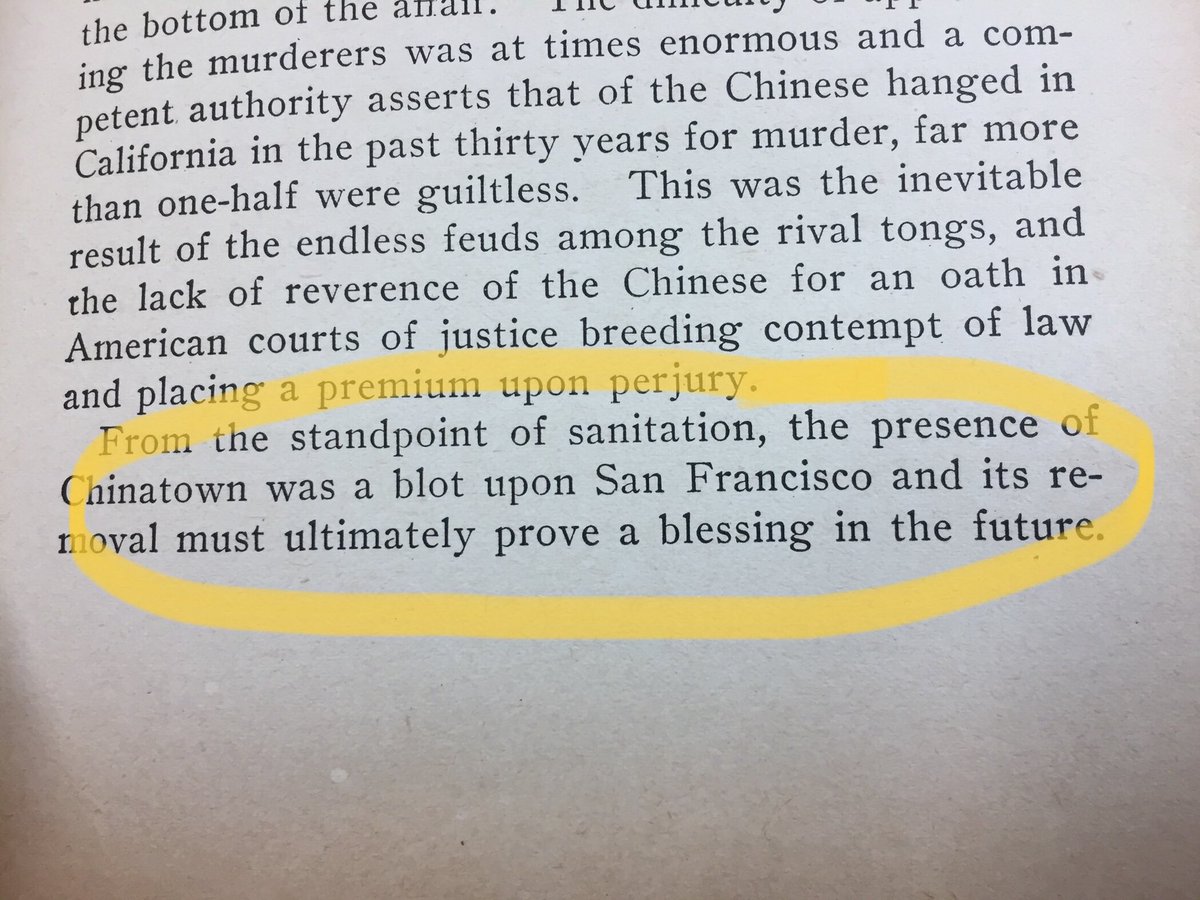 the bottom of the affair. The difficulty of
ing the murderers was at times enormous and a com-
petent authority asserts that of the Chinese hanged in
California in the past thirty years for murder, far more
than one-half were guiltless. This was the inevitable
result of the endless feuds among the rival tongs, and
the lack of reverence of the Chinese for an oath in
American courts of justice breeding contempt of law
and placing a premium upon perjury.
From the standpoint of sanitation, the presence of
Chinatown was a blot upon San Francisco and its re-
moval must ultimately prove a blessing in the future.